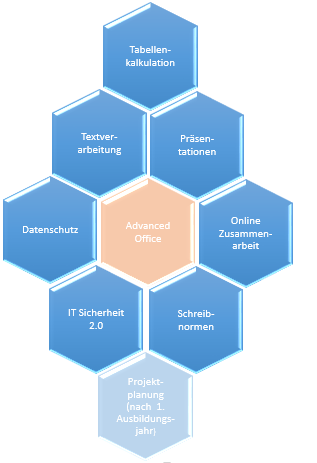 Tabellen-
kalkulation
Textver-
arbeitung
Präsen-
tationen
Datenschutz
Advanced
Office
Online
Zusammen-
arbeit
IT Sicherheit
2.0
Schreib-
normen
Projekt-
planung
(nach 1.
Ausbildungs-
jahr)